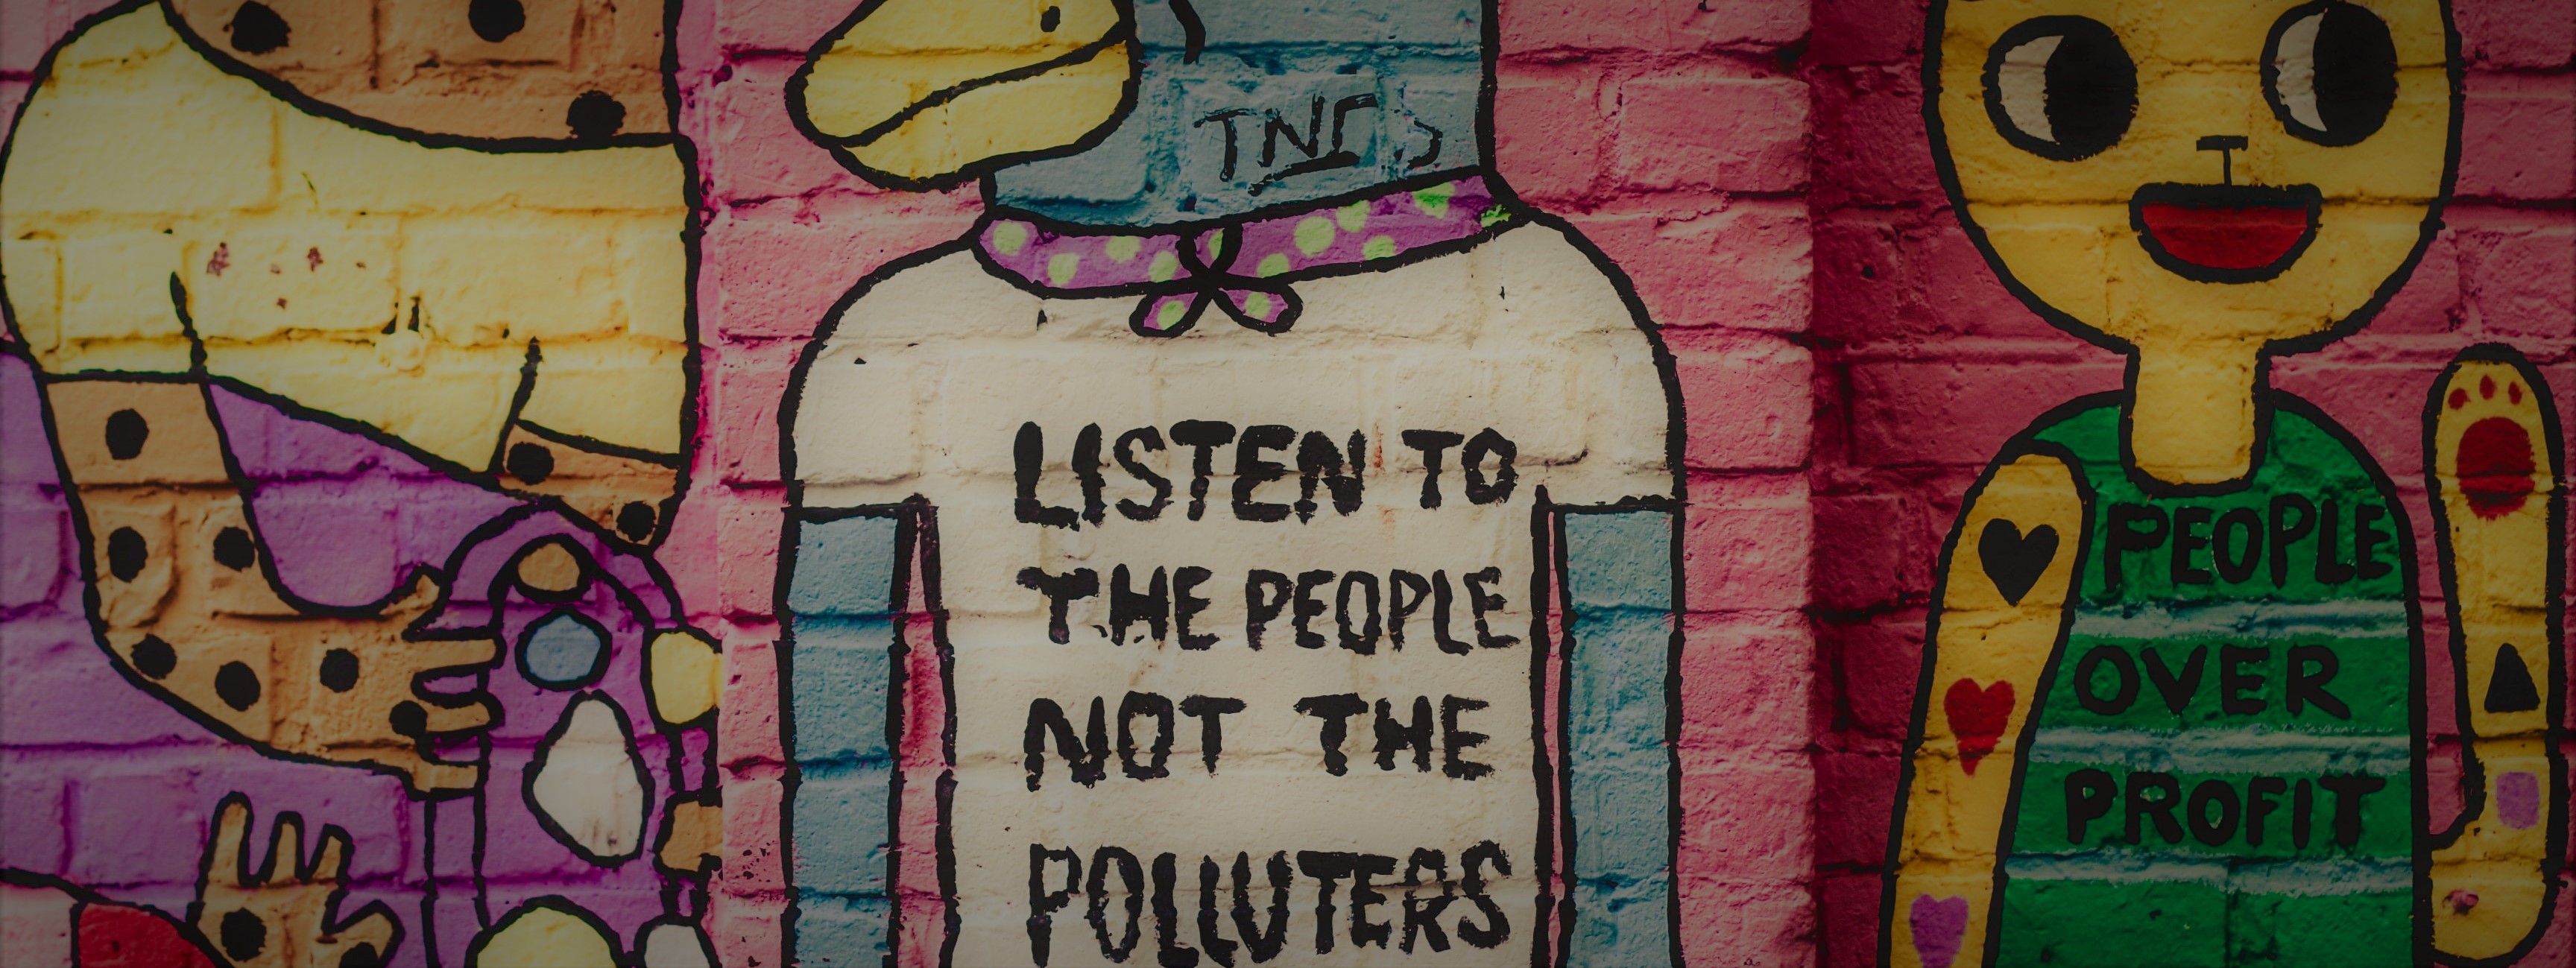 LISTEN TO
THE PEOPLE
NOT THE
POLLUTERS
PEOPLE
OVER
PROFIT